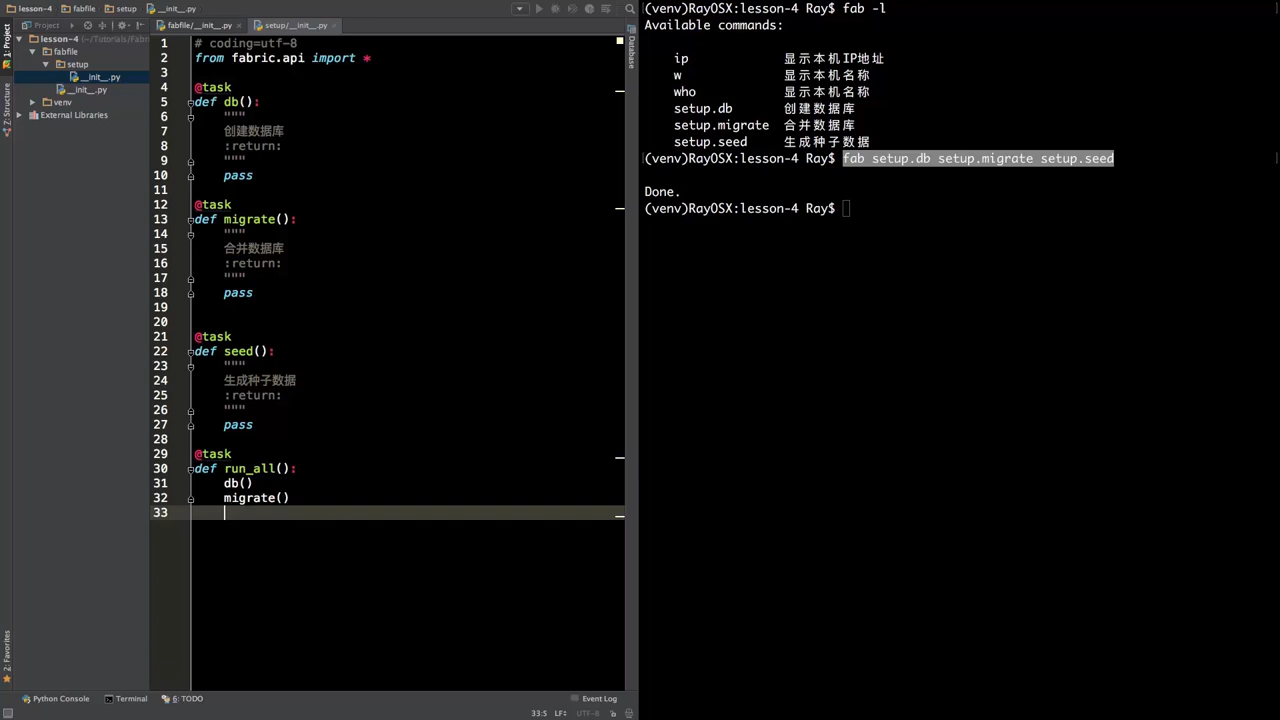 lesson-4 fabfile setup __init__.py
Project
lesson-4 (~/Tutorials/Fab
fabfile
setup
__init__.py
__init__.py
venv
External Libraries
1: Project
7: Structure
2: Favorites
fabfile/__init__.py setup/__init__.py
1 # coding=utf-8
2 from fabric.api import *
3
4 @task
5 def db():
6 """
7 创建数据库
8 :return:
9 """
10 pass
11
12 @task
13 def migrate():
14 """
15 合并数据库
16 :return:
17 """
18 pass
19
20
21 @task
22 def seed():
23 """
24 生成种子数据
25 :return:
26 """
27 pass
28
29 @task
30 def run_all():
31 db()
32 migrate()
33
Database
Python Console Terminal 6: TODO Event Log
33:5 LF÷ UTF-8
(venv)RayOSX:lesson-4 Ray$ fab -l
Available commands:
ip 显示本机IP地址
w 显示本机名称
who 显示本机名称
setup.db 创建数据库
setup.migrate 合并数据库
setup.seed 生成种子数据
(venv)RayOSX:lesson-4 Ray$ fab setup.db setup.migrate setup.seed
Done.
(venv)RayOSX:lesson-4 Ray$